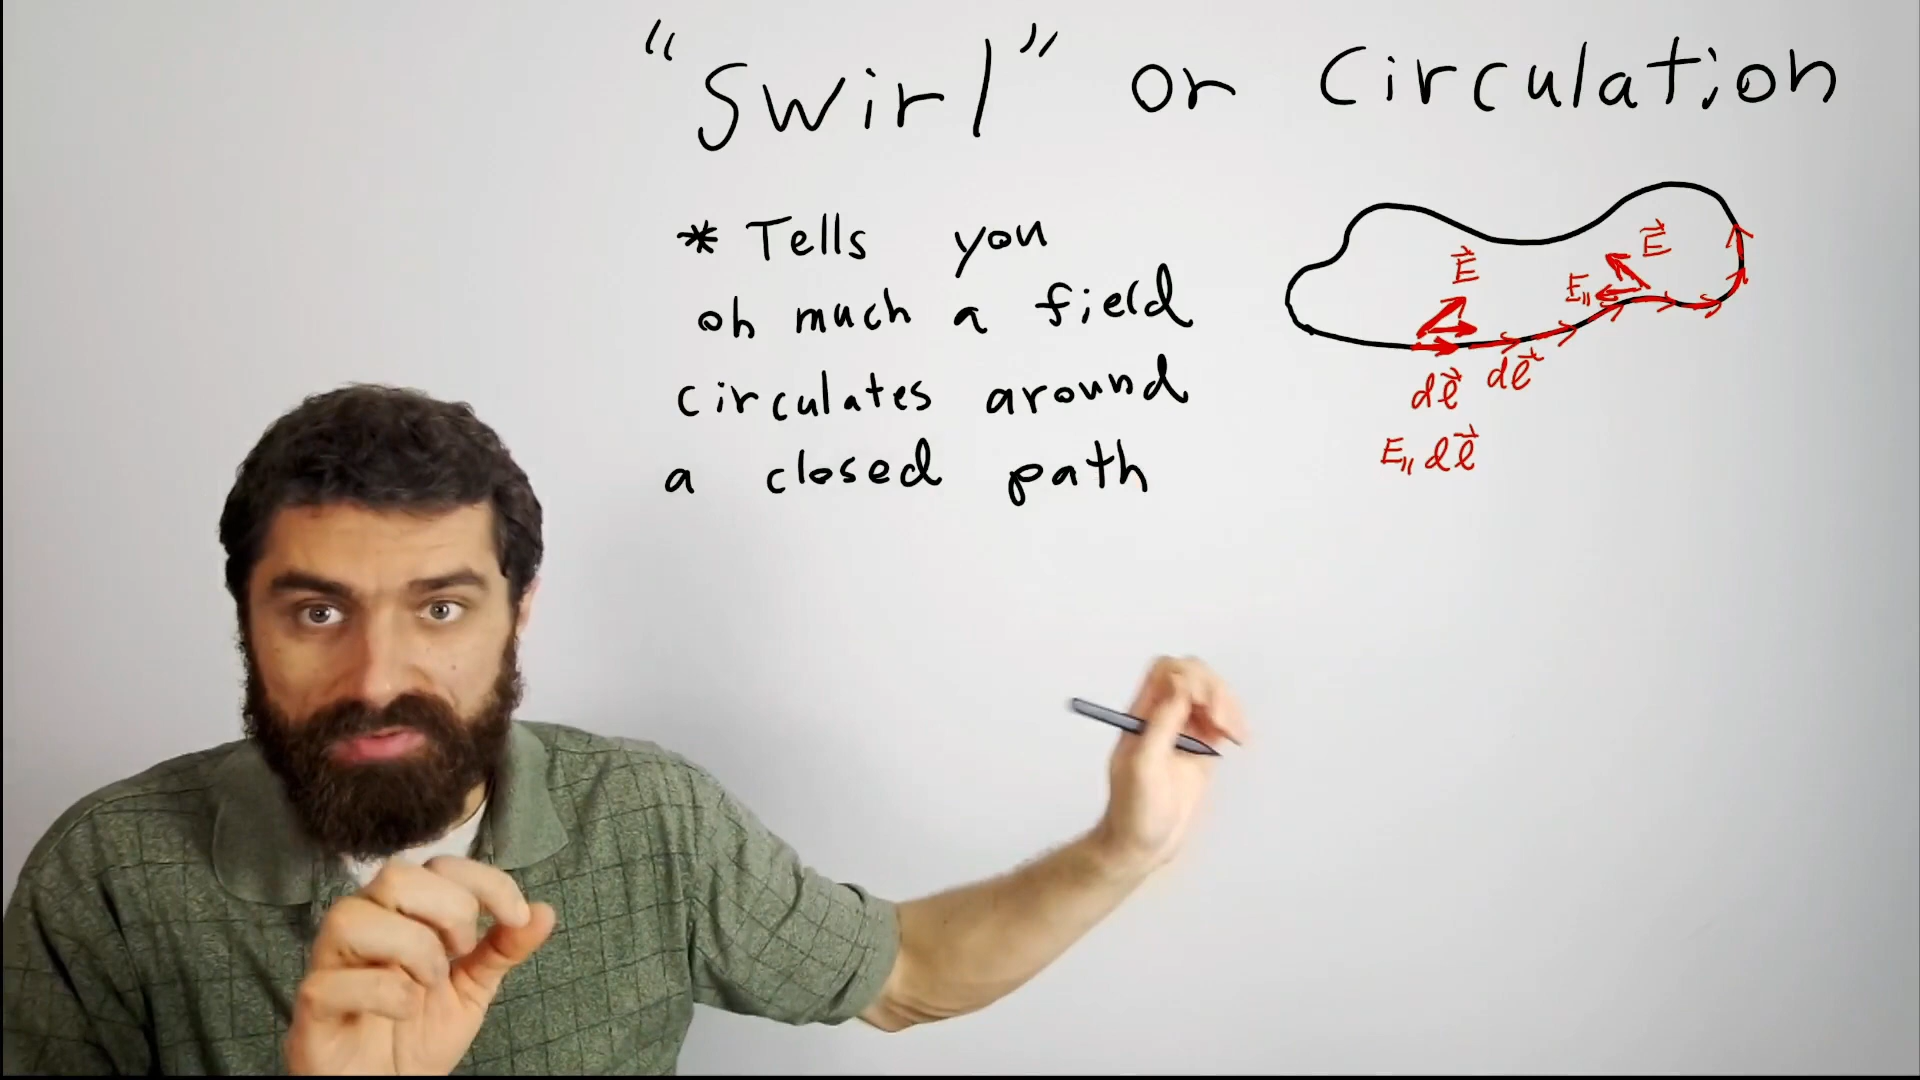 "Swirl" or Circulation
* Tells you
oh much a field
circulates around
a closed path
E⃗
E⃗
E∥
dℓ⃗ dℓ⃗
E∥ dℓ⃗